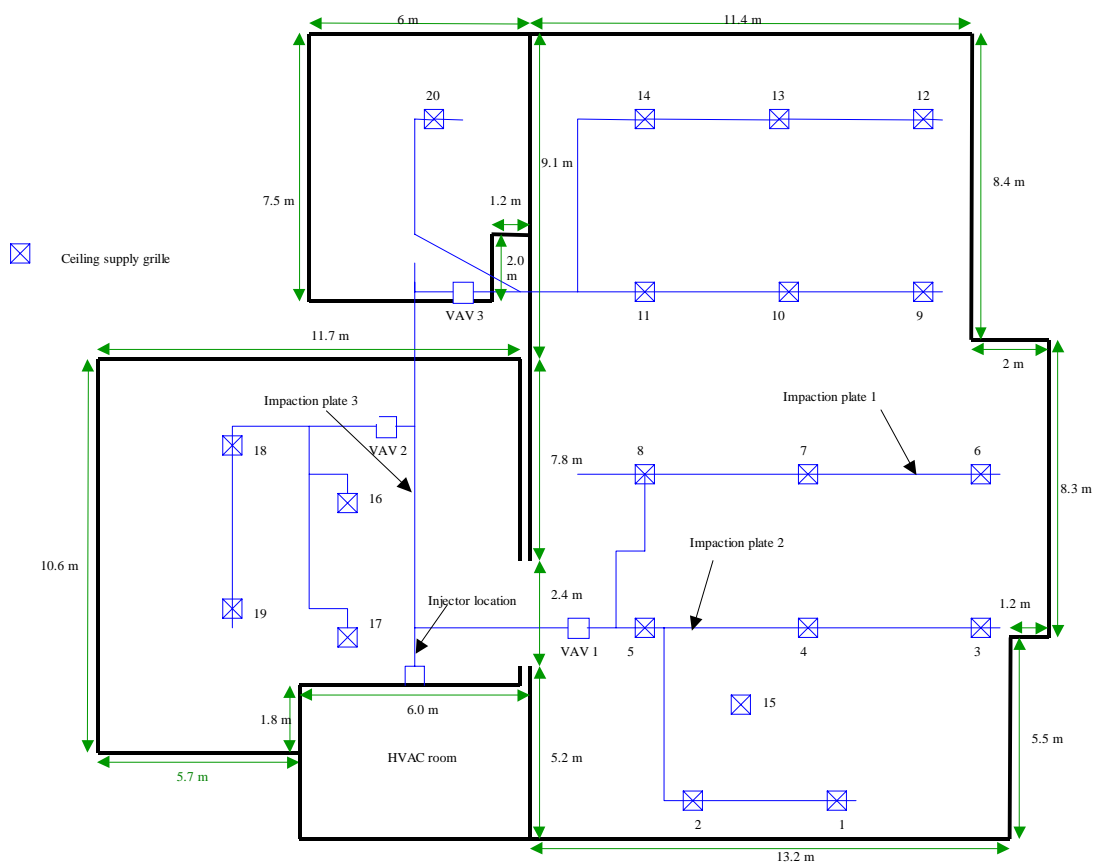 6 m
11.4 m
20
14
13
12
9.1 m
8.4 m
7.5 m
1.2 m
Ceiling supply grille
2.0
m
VAV 3
11
10
9
11.7 m
2 m
Impaction plate 3
Impaction plate 1
VAV 2
18
8
7
6
7.8 m
16
8.3 m
Impaction plate 2
10.6 m
2.4 m
Injector location
1.2 m
19
17
VAV 1
5
4
3
15
6.0 m
1.8 m
5.5 m
HVAC room
5.2 m
5.7 m
2
1
13.2 m